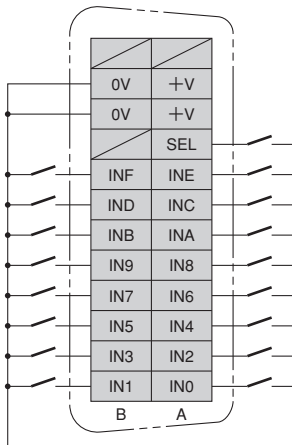 0V +V
0V +V
SEL
INF INE
IND INC
INB INA
IN9 IN8
IN7 IN6
IN5 IN4
IN3 IN2
IN1 IN0
B A